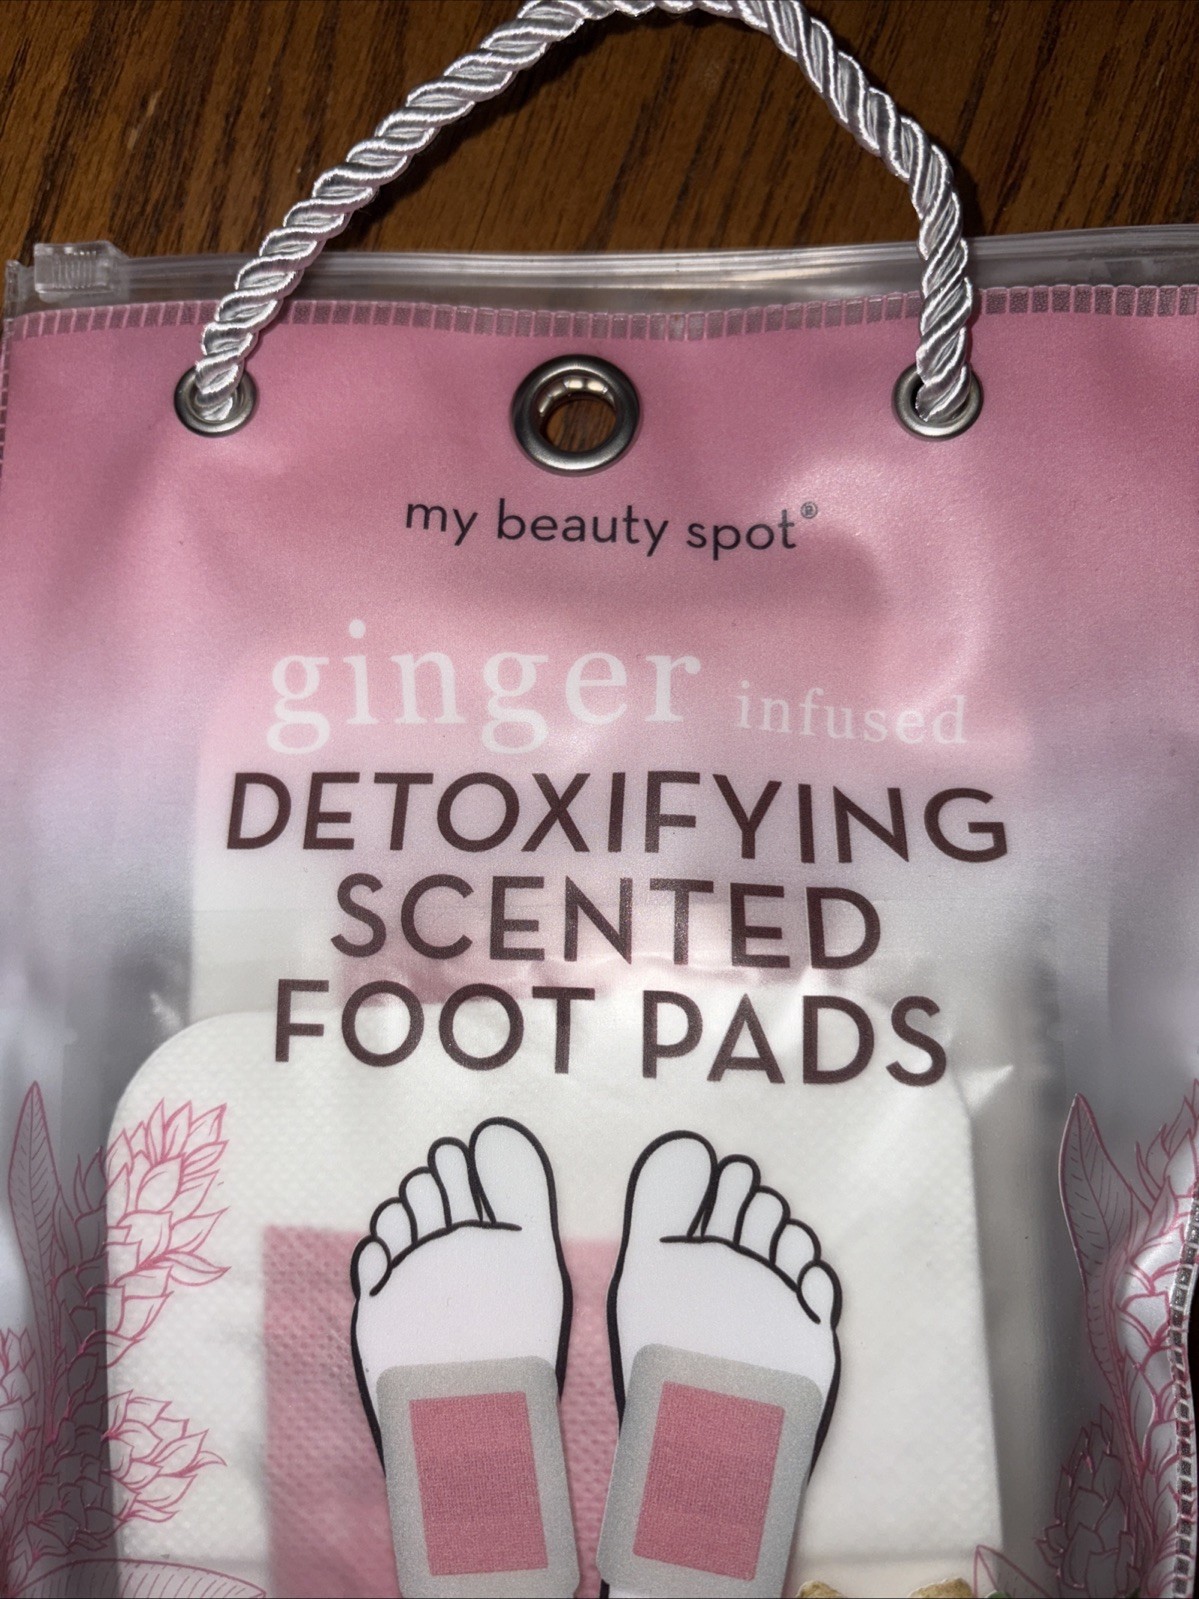 my beauty spot®
ginger infused
DETOXIFYING
SCENTED
FOOT PADS